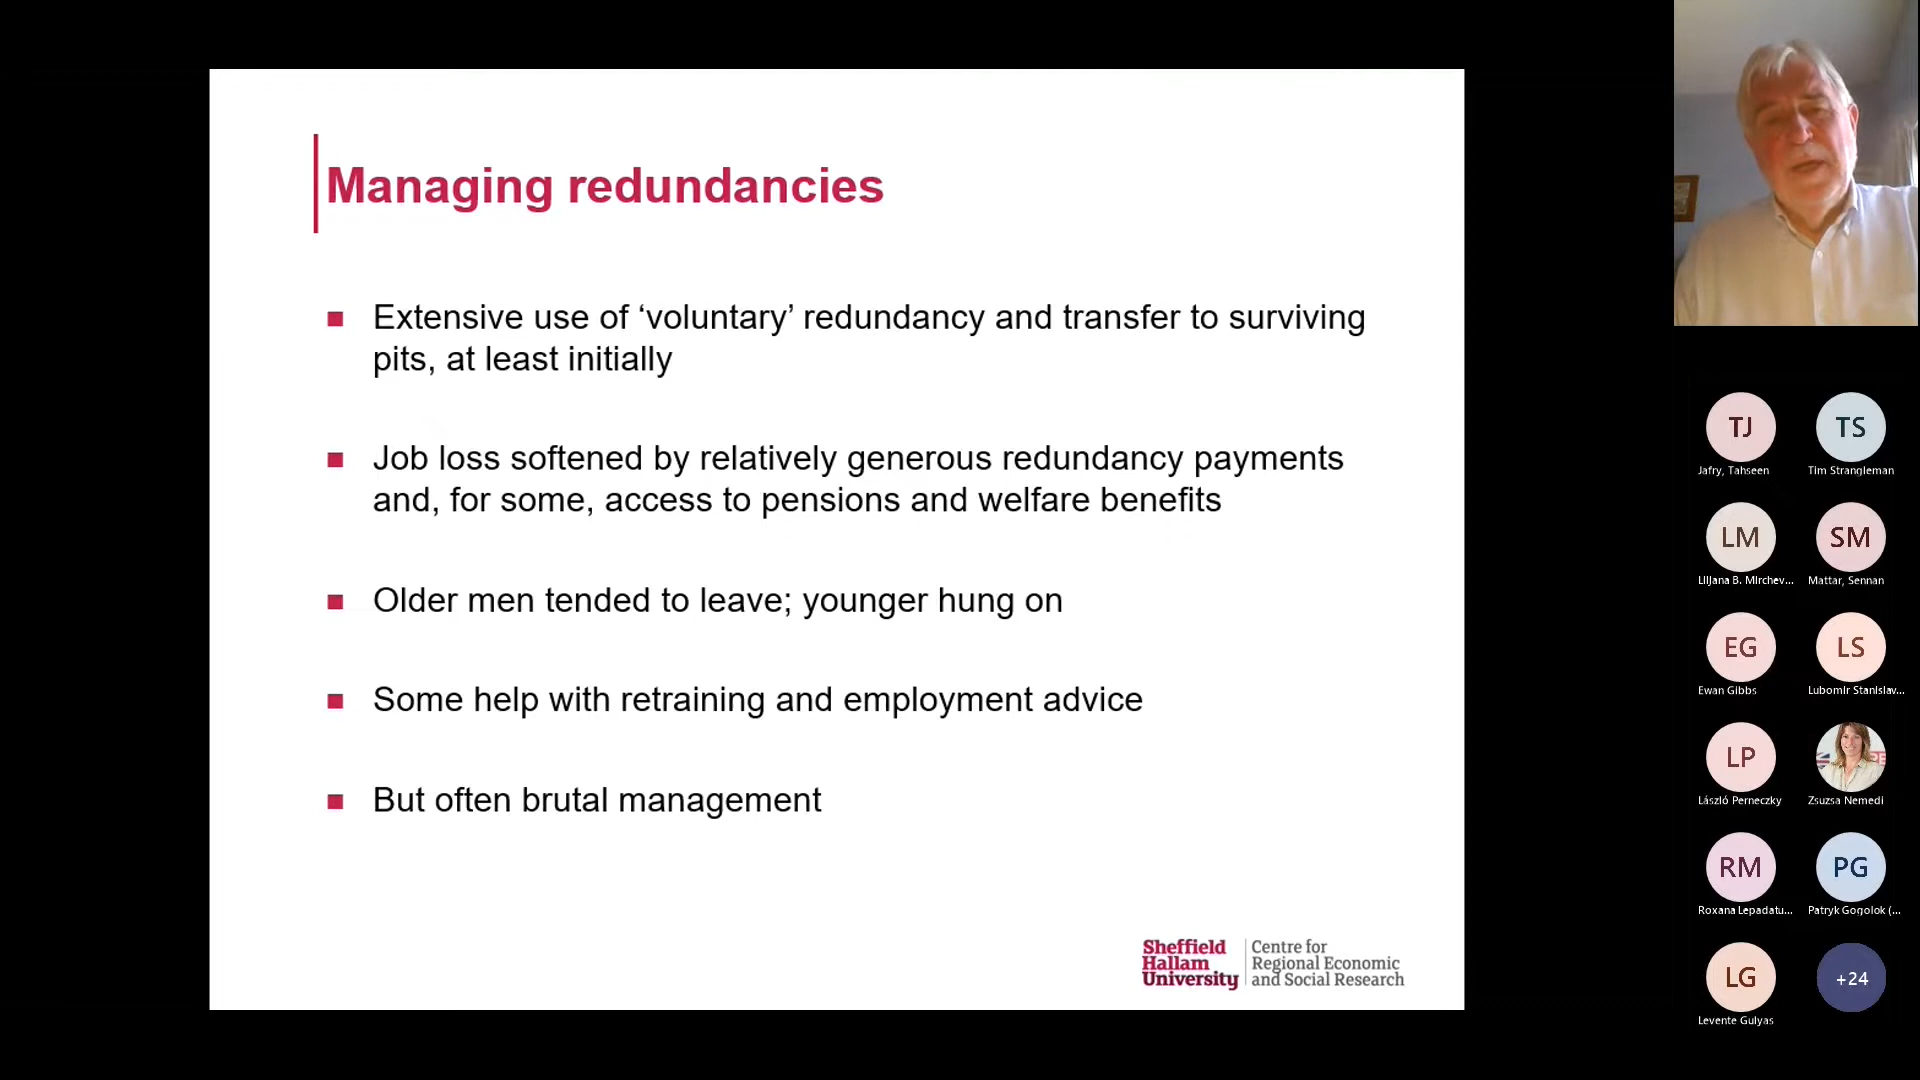 Managing redundancies
Extensive use of ‘voluntary’ redundancy and transfer to surviving
pits, at least initially
Job loss softened by relatively generous redundancy payments
and, for some, access to pensions and welfare benefits
Older men tended to leave; younger hung on
Some help with retraining and employment advice
But often brutal management
Sheffield
Hallam
University
Centre for
Regional Economic
and Social Research
TJ
Jafry, Tahseen
TS
Tim Strangleman
LM
Liljana B. Mirchev...
SM
Mattar, Sennan
EG
Ewan Gibbs
LS
Lubomir Stanislav...
LP
László Perneczky
Zsuzsa Nemedi
RM
Roxana Lepadatu...
PG
Patryk Gogolok (...
LG
Levente Gulyas
+24